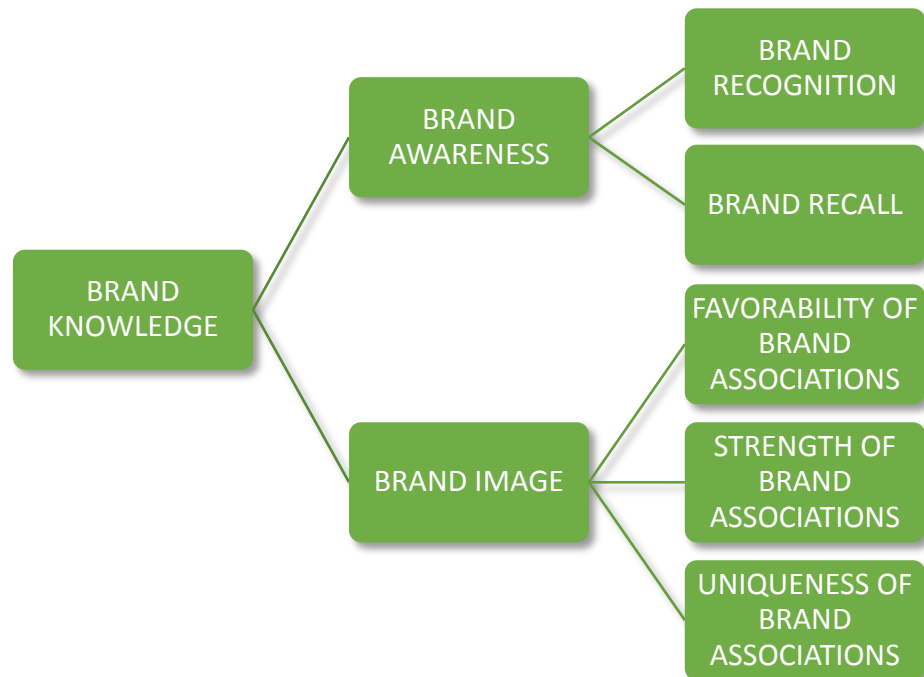 BRAND
KNOWLEDGE
BRAND
AWARENESS
BRAND IMAGE
BRAND
RECOGNITION
BRAND RECALL
FAVORABILITY OF
BRAND
ASSOCIATIONS
STRENGTH OF
BRAND
ASSOCIATIONS
UNIQUENESS OF
BRAND
ASSOCIATIONS